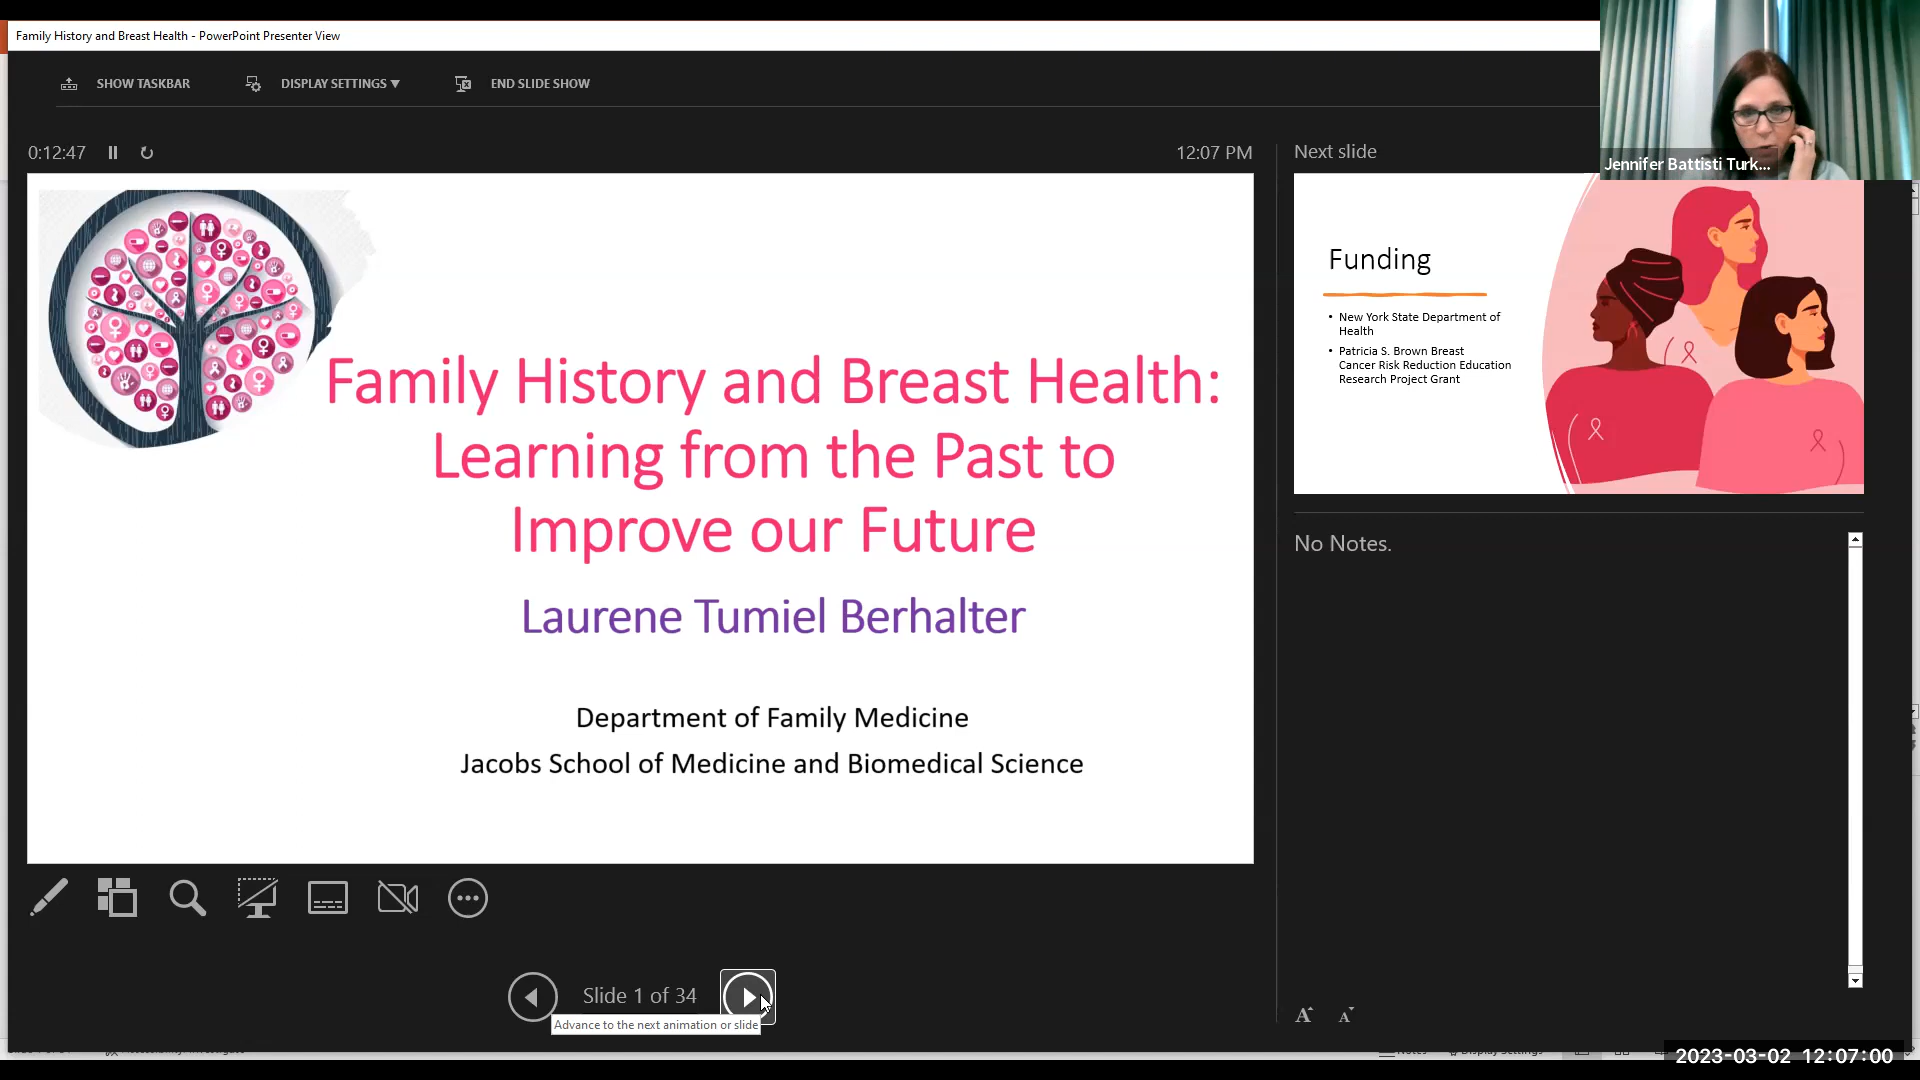 Family History and Breast Health - PowerPoint Presenter View
SHOW TASKBAR
DISPLAY SETTINGS ▼
END SLIDE SHOW
Jennifer Battisti Turk...
0:12:47
12:07 PM
Next slide
Family History and Breast Health:
Learning from the Past to
Improve our Future
Laurene Tumiel Berhalter
Department of Family Medicine
Jacobs School of Medicine and Biomedical Science
Funding
• New York State Department of
Health
• Patricia S. Brown Breast
Cancer Risk Reduction Education
Research Project Grant
No Notes.
Slide 1 of 34
Advance to the next animation or slide
A A
2023-03-02 12:07:00